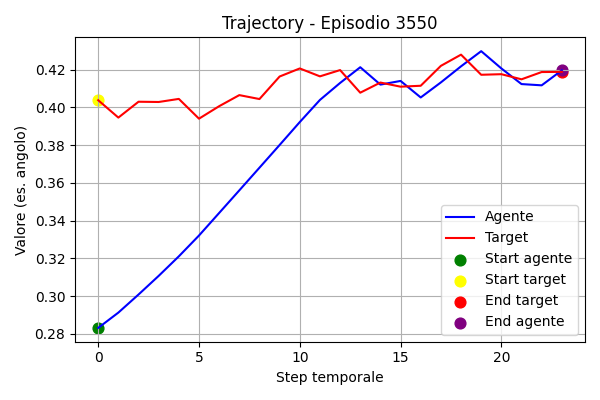 Trajectory - Episodio 3550
Valore (es. angolo)
0.42
0.40
0.38
0.36
0.34
0.32
0.30
0.28
0 5 10 15 20
Step temporale
Agente
Target
Start agente
Start target
End target
End agente